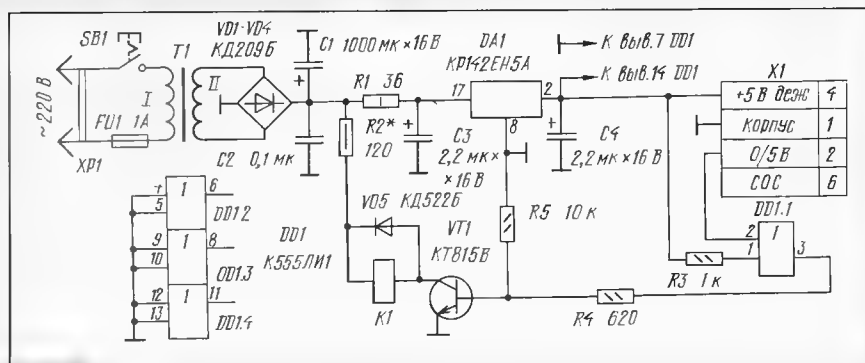 SB1
T1
VD1-VD4
КД209Б
C1 1000 мк × 16 В
DA1
КР142ЕН5А
К выв.7 DD1
К выв.14 DD1
X1
+5 В деж 4
Корпус 1
0/5 В 2
СОС 6
~220 В
I
II
FU1 1А
XP1
R1 36
17
2
8
R2*
120
C2 0,1 мк
C3
2,2 мк ×
× 16 В
C4
2,2 мк × 16 В
VD5 КД522Б
VT1
КТ815В
R5 10 к
DD1.1
2
1
1
3
R3 1 к
R4 620
K1
DD1
К555ЛИ1
1 6
5
DD1.2
9 1 8
10
DD1.3
12 1 11
13
DD1.4